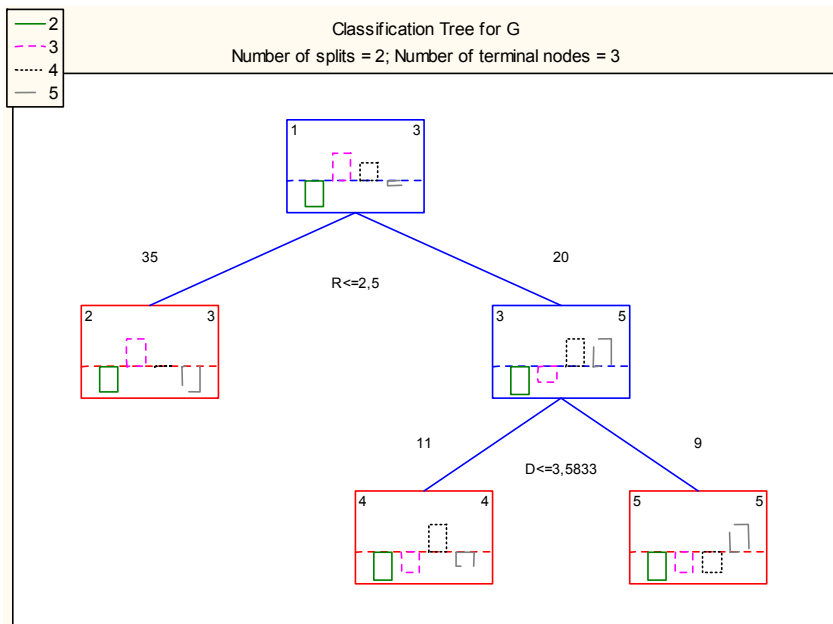 2
3
4
5
Classification Tree for G
Number of splits = 2; Number of terminal nodes = 3
1 3
35 20
R<=2,5
2 3
3 5
11 9
D<=3,5833
4 4
5 5